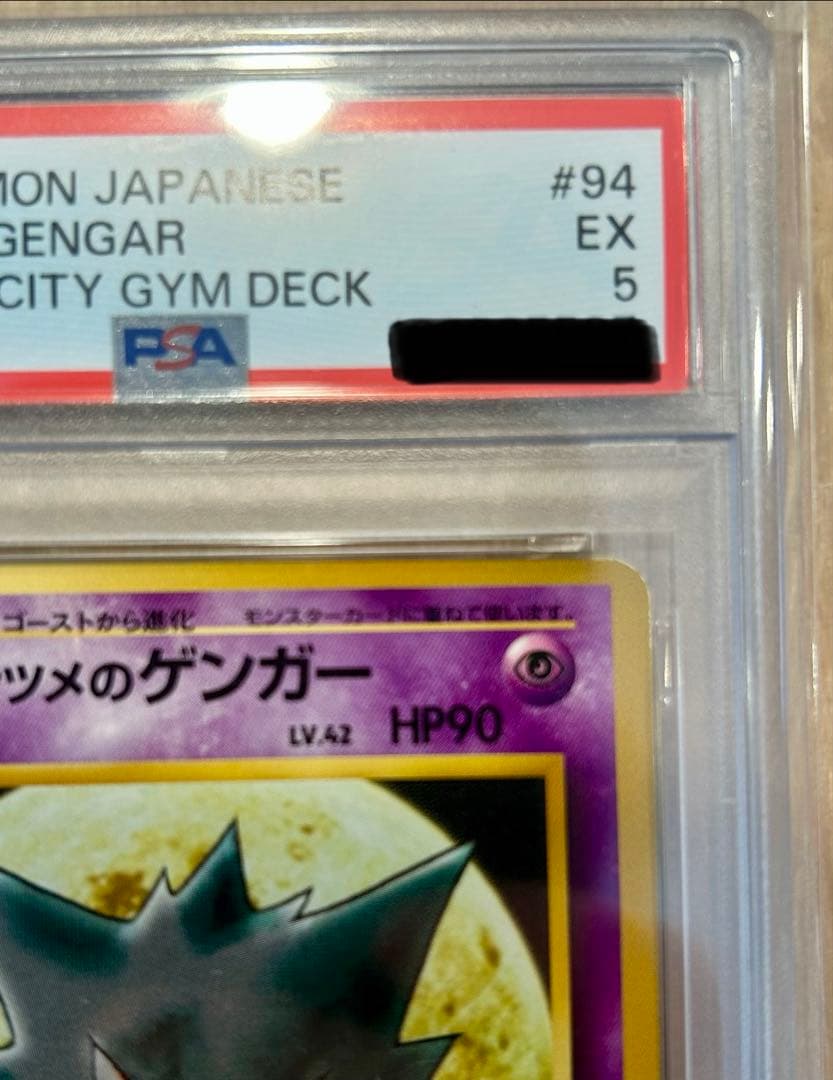 MON JAPANESE #94
GENGAR EX
CITY GYM DECK 5
PSA
ゴーストから進化 モンスターカードに重ねて使います。
ツメのゲンガー
LV.42 HP90